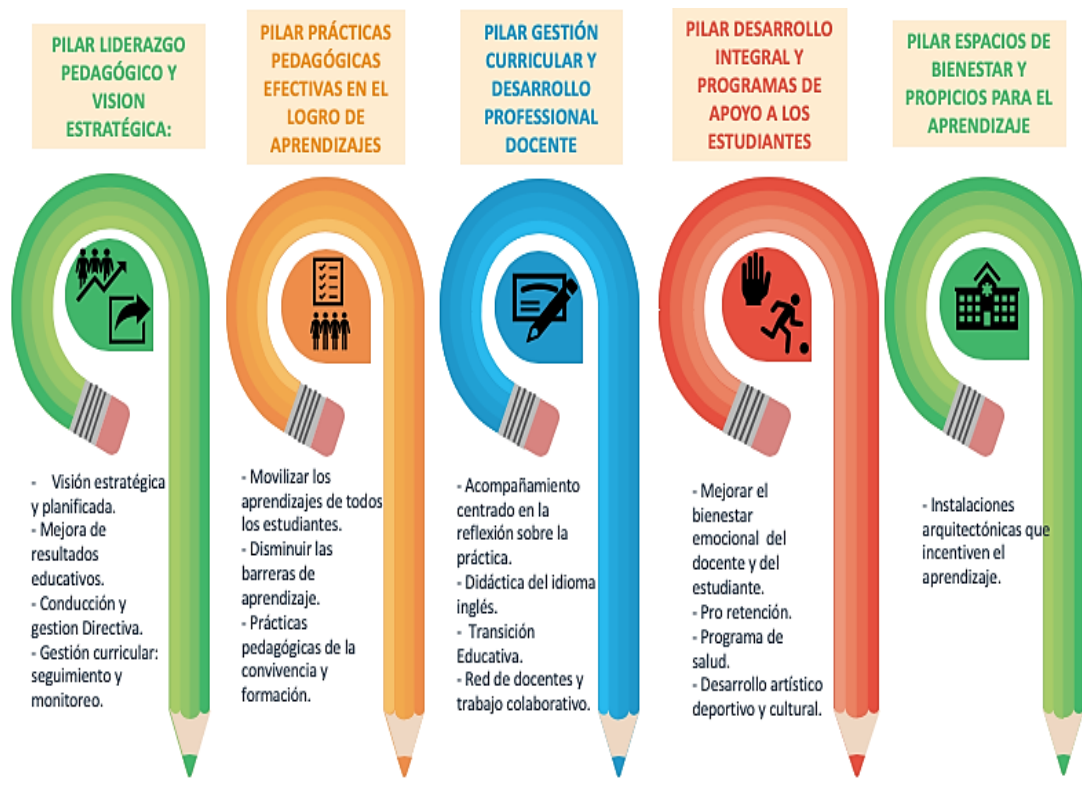 PILAR LIDERAZGO
PEDAGÓGICO Y
VISION
ESTRATÉGICA:
- Visión estratégica
y planificada.
- Mejora de
resultados
educativos.
- Conducción y
gestion Directiva.
- Gestión curricular:
seguimiento y
monitoreo.
PILAR PRÁCTICAS
PEDAGÓGICAS
EFECTIVAS EN EL
LOGRO DE
APRENDIZAJES
- Movilizar los
aprendizajes de todos
los estudiantes.
- Disminuir las
barreras de
aprendizaje.
- Prácticas
pedagógicas de la
convivencia y
formación.
PILAR GESTIÓN
CURRICULAR Y
DESARROLLO
PROFESSIONAL
DOCENTE
- Acompañamiento
centrado en la
reflexión sobre la
práctica.
- Didáctica del idioma
inglés.
- Transición
Educativa.
- Red de docentes y
trabajo colaborativo.
PILAR DESARROLLO
INTEGRAL Y
PROGRAMAS DE
APOYO A LOS
ESTUDIANTES
- Mejorar el
bienestar
emocional del
docente y del
estudiante.
- Pro retención.
- Programa de
salud.
- Desarrollo artístico
deportivo y cultural.
PILAR ESPACIOS DE
BIENESTAR Y
PROPICIOS PARA EL
APRENDIZAJE
- Instalaciones
arquitectónicas que
incentiven el
aprendizaje.